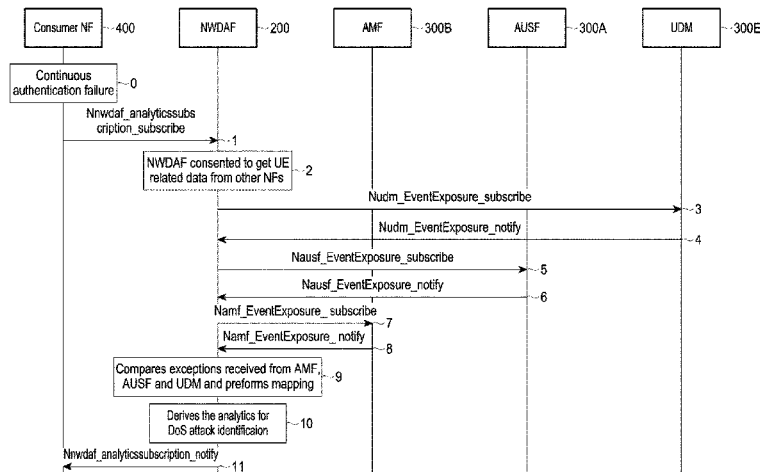 Consumer NF 400
NWDAF 200
AMF 300B
AUSF 300A
UDM 300E
Continuous
authentication failure
0
Nnwdaf_analyticssubs
cription_subscribe
1
NWDAF consented to get UE
related data from other NFs
2
Nudm_EventExposure_subscribe
3
Nudm_EventExposure_notify
4
Nausf_EventExposure_subscribe
5
Nausf_EventExposure_notify
6
Namf_EventExposure_ subscribe
7
Namf_EventExposure_ notify
8
Compares exceptions received from AMF,
AUSF and UDM and preforms mapping
9
Derives the analytics for
DoS attack identificaion
10
Nnwdaf_analyticssubscription_notify
11